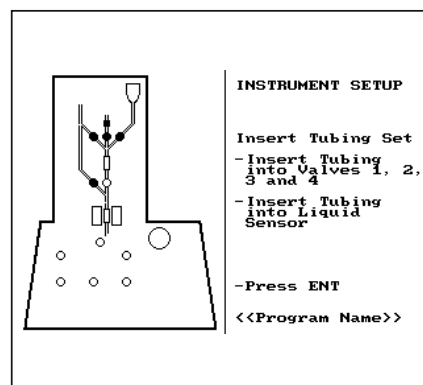 INSTRUMENT SETUP
Insert Tubing Set
-Insert Tubing
into Valves 1, 2,
3 and 4
-Insert Tubing
into Liquid
Sensor
-Press ENT
<<Program Name>>